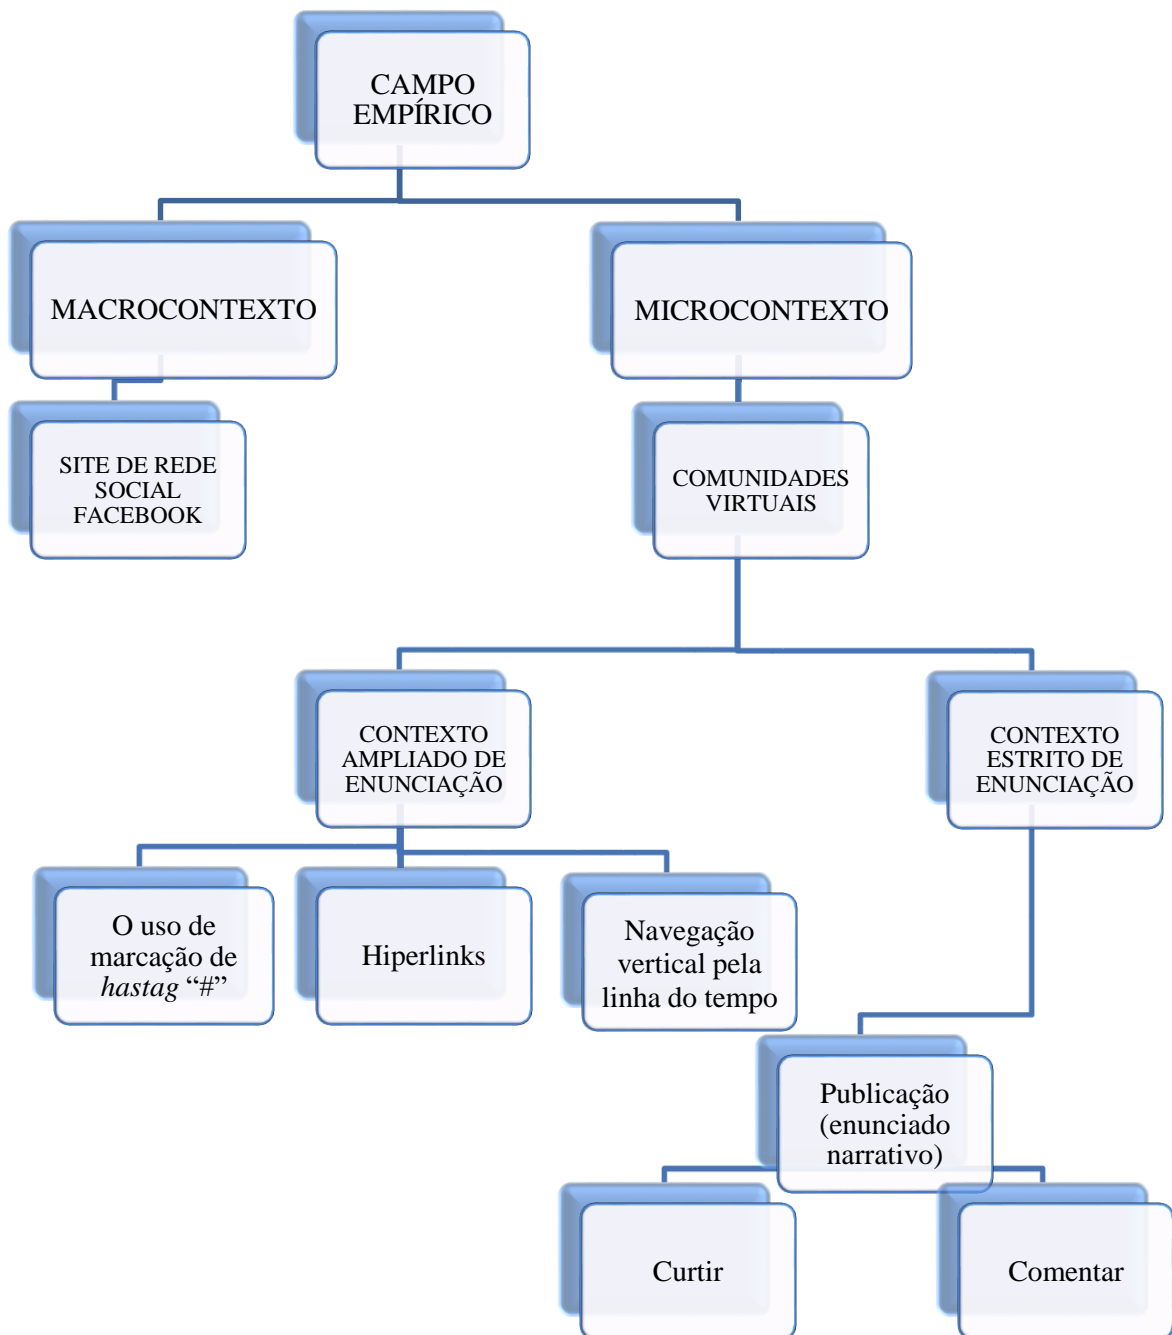 CAMPO
EMPÍRICO
MACROCONTEXTO
MICROCONTEXTO
SITE DE REDE
SOCIAL
FACEBOOK
COMUNIDADES
VIRTUAIS
CONTEXTO
AMPLIADO DE
ENUNCIAÇÃO
CONTEXTO
ESTRITO DE
ENUNCIAÇÃO
O uso de
marcação de
hastag “#”
Hiperlinks
Navegação
vertical pela
linha do tempo
Publicação
(enunciado
narrativo)
Curtir
Comentar